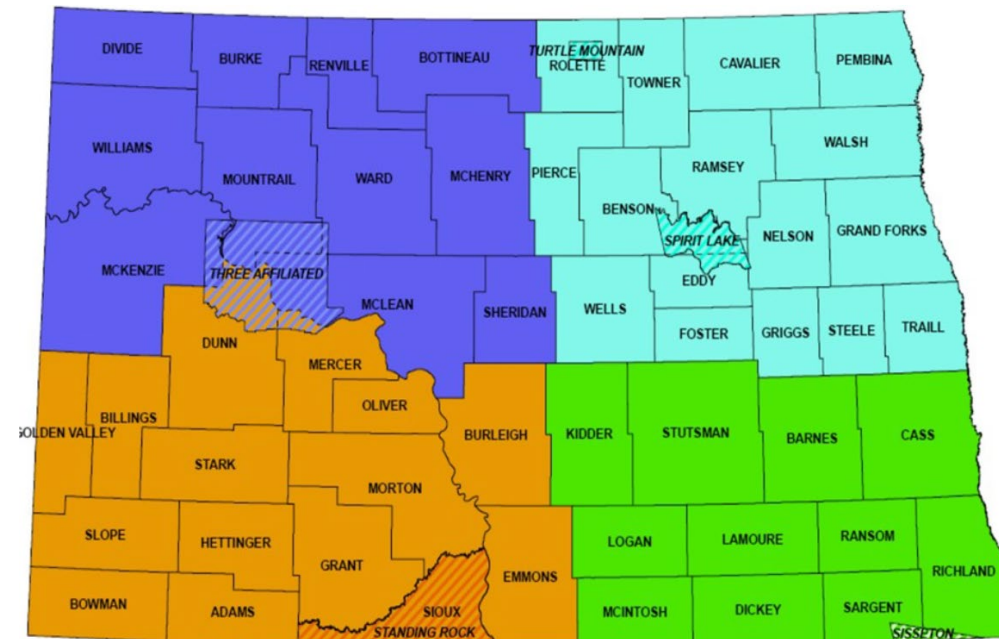 DIVIDE
BURKE
RENVILLE
BOTTINEAU
TURTLE MOUNTAIN
ROLETTE
TOWNER
CAVALIER
PEMBINA
WILLIAMS
MOUNTRAIL
WARD
MCHENRY
PIERCE
BENSON
RAMSEY
WALSH
MCKENZIE
THREE AFFILIATED
MCLEAN
SHERIDAN
WELLS
SPIRIT LAKE
EDDY
NELSON
GRAND FORKS
FOSTER
GRIGGS
STEELE
TRAILL
DUNN
MERCER
OLIVER
GOLDEN VALLEY
BILLINGS
STARK
MORTON
BURLEIGH
KIDDER
STUTSMAN
BARNES
CASS
SLOPE
HETTINGER
GRANT
EMMONS
LOGAN
LAMOURE
RANSOM
RICHLAND
BOWMAN
ADAMS
SIOUX
STANDING ROCK
MCINTOSH
DICKEY
SARGENT
SISSETON